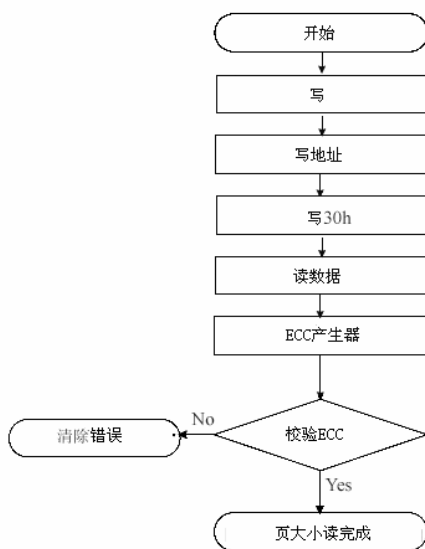 开始
写
写地址
写30h
读数据
ECC产生器
校验ECC
No
清除错误
Yes
页大小读完成